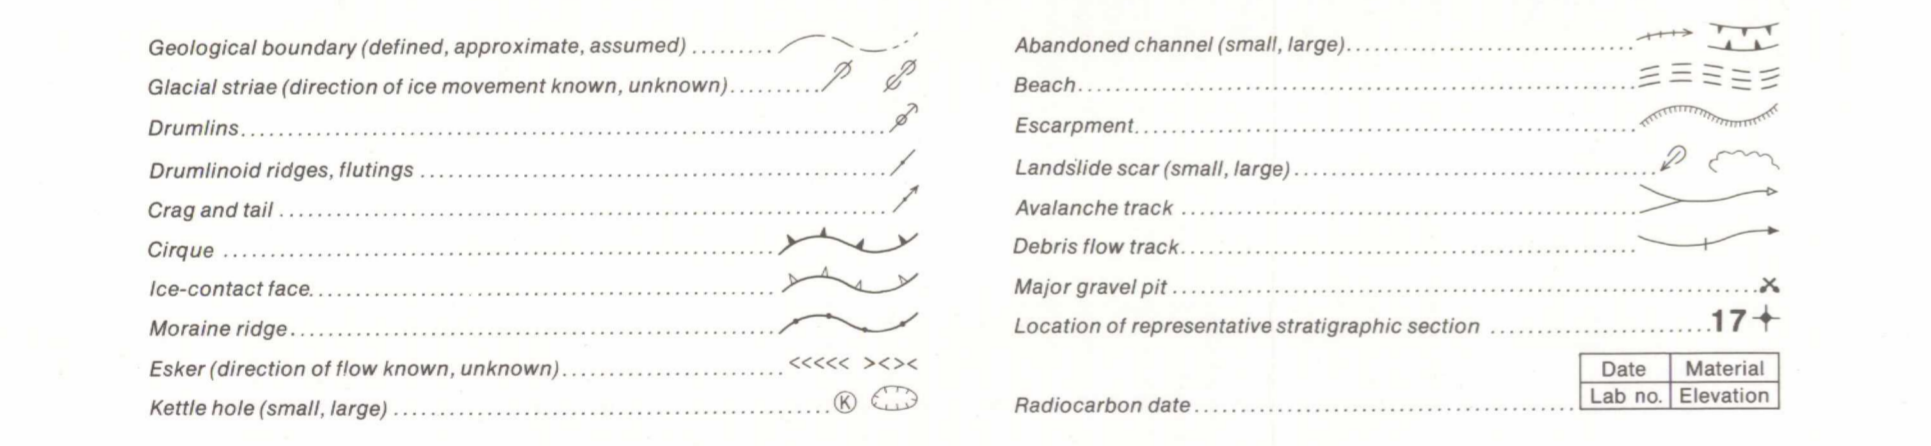 Geological boundary (defined, approximate, assumed)
Glacial striae (direction of ice movement known, unknown)
Drumlins
Drumlinoid ridges, flutings
Crag and tail
Cirque
Ice-contact face
Moraine ridge
Esker (direction of flow known, unknown)
<<<<< ><><
Kettle hole (small, large)
K
Abandoned channel (small, large)
Beach
Escarpment
Landslide scar (small, large)
Avalanche track
Debris flow track
Major gravel pit
Location of representative stratigraphic section
17
Radiocarbon date
Date Material
Lab no. Elevation